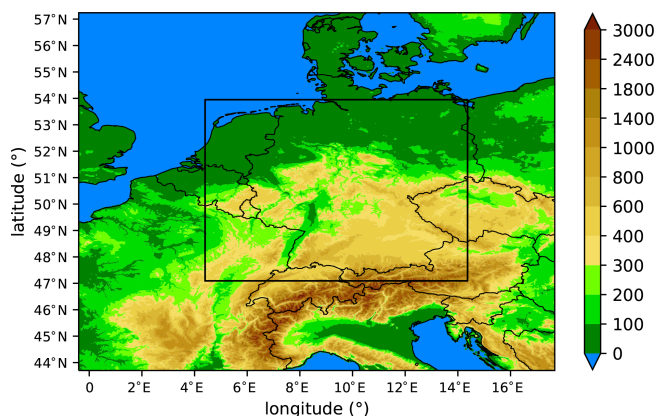 57°N
56°N
55°N
54°N
53°N
52°N
51°N
50°N
49°N
48°N
47°N
46°N
45°N
44°N
latitude (°)
0 2°E 4°E 6°E 8°E 10°E 12°E 14°E 16°E
longitude (°)
3000
2400
1800
1400
1000
800
600
400
300
200
100
0